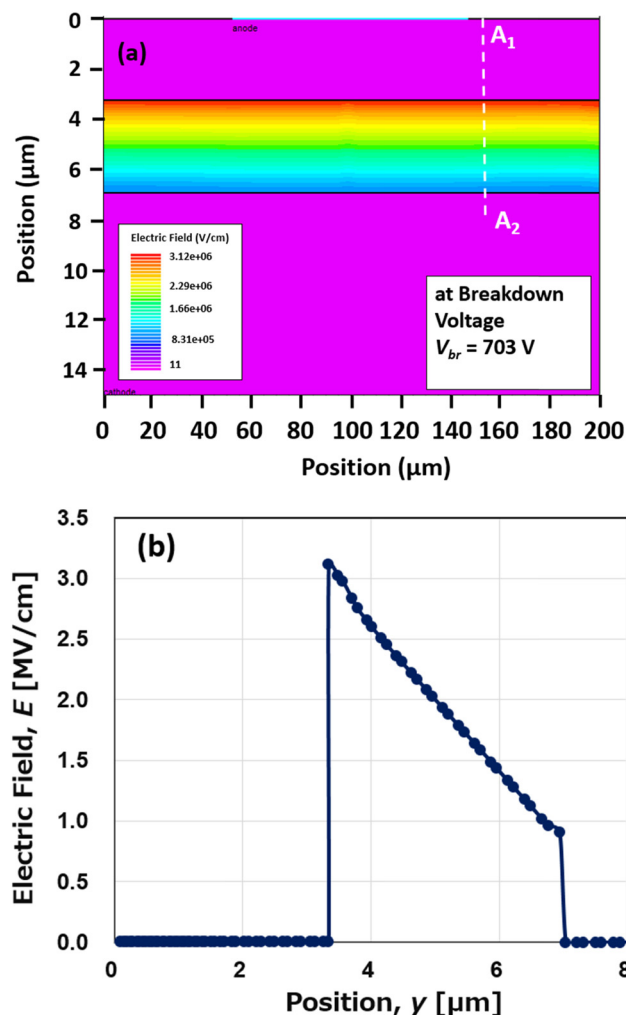 0
anode
(a)
A1
2
4
6
A2
8
10
12
14
Position (μm)
Electric Field (V/cm)
3.12e+06
2.29e+06
1.66e+06
8.31e+05
11
at Breakdown
Voltage
Vbr = 703 V
cathode
0 20 40 60 80 100 120 140 160 180 200
Position (μm)
(b)
3.5
3.0
2.5
2.0
1.5
1.0
0.5
0.0
Electric Field, E [MV/cm]
0 2 4 6 8
Position, y [μm]